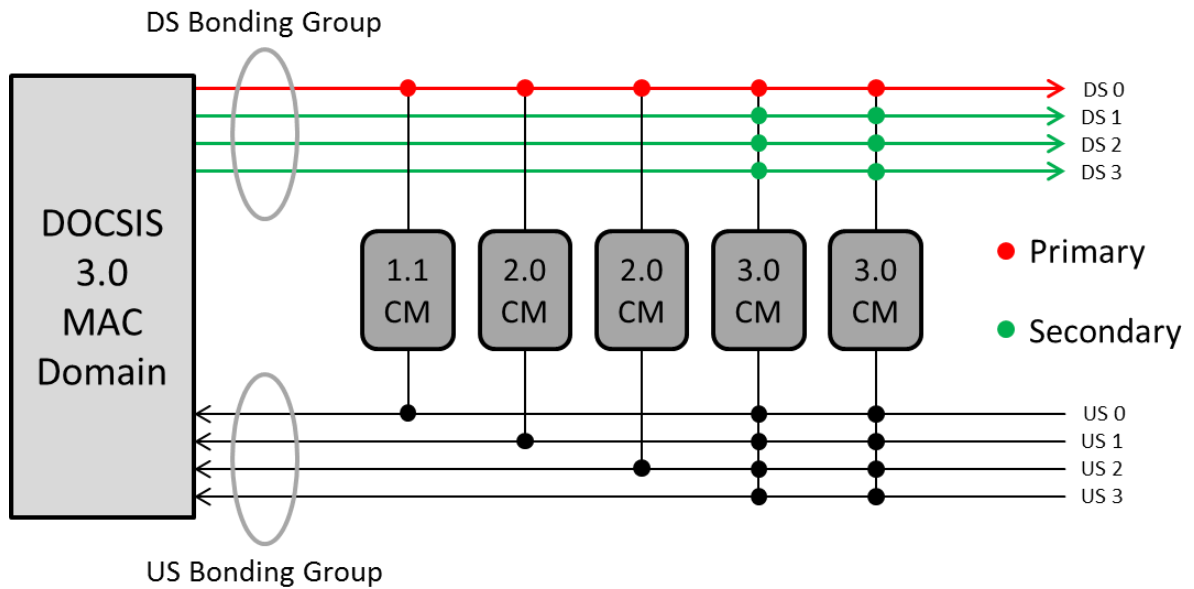 DS Bonding Group
DS 0
DS 1
DS 2
DS 3
DOCSIS
3.0
MAC
Domain
1.1
CM
2.0
CM
2.0
CM
3.0
CM
3.0
CM
Primary
Secondary
US 0
US 1
US 2
US 3
US Bonding Group